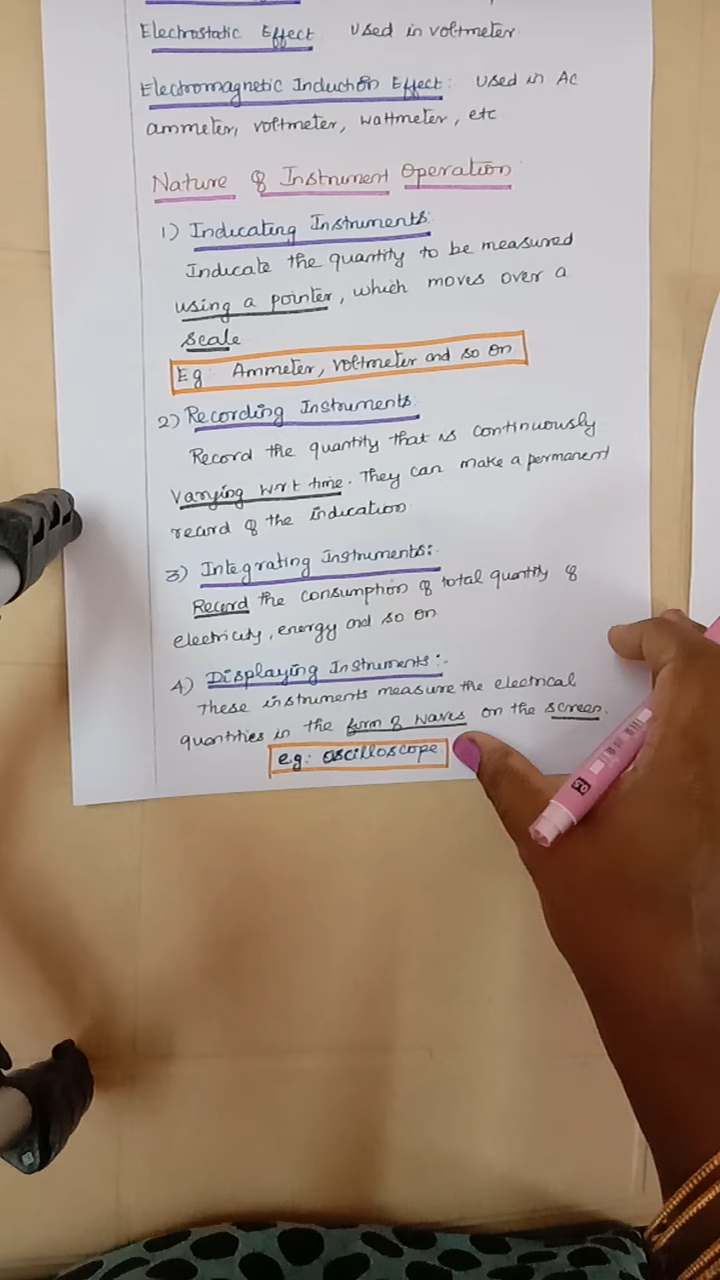 Electrostatic Effect: Used in voltmeter.
Electromagnetic Induction Effect: Used in AC
ammeter, voltmeter, wattmeter, etc
Nature of Instrument Operation:
1) Indicating Instruments:
Indicate the quantity to be measured
using a pointer, which moves over a
scale
Eg: Ammeter, voltmeter and so on
2) Recording Instruments:
Record the quantity that is continuously
varying wrt time. They can make a permanent
record of the indication.
3) Integrating Instruments:
Record the consumption of total quantity of
electricity, energy and so on
4) Displaying Instruments:-
These instruments measure the electrical
quantities in the form of waves on the screen.
e.g: oscilloscope
0.5